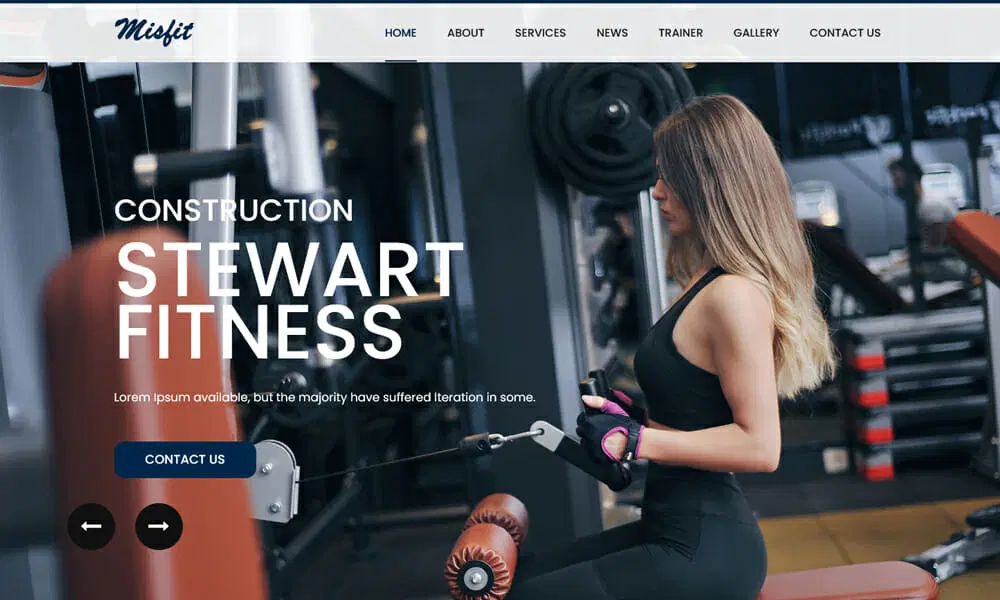 Misfit
HOME ABOUT SERVICES NEWS TRAINER GALLERY CONTACT US
CONSTRUCTION
STEWART
FITNESS
Lorem Ipsum available, but the majority have suffered Iteration in some.
CONTACT US